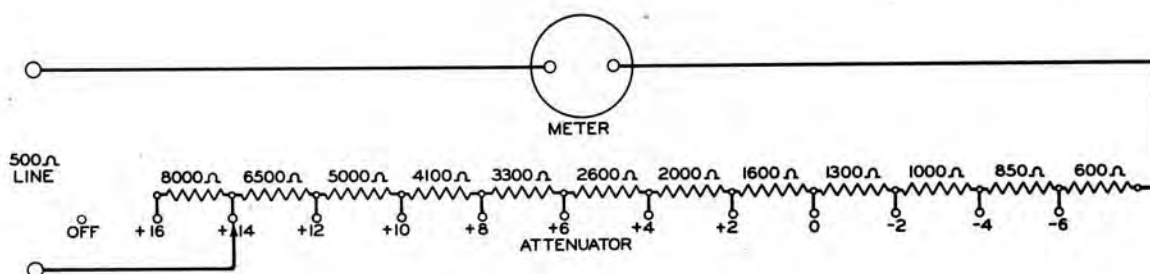 METER
500Ω
LINE
8000Ω 6500Ω 5000Ω 4100Ω 3300Ω 2600Ω 2000Ω 1600Ω 1300Ω 1000Ω 850Ω 600Ω
OFF +16 +14 +12 +10 +8 +6 +4 +2 0 -2 -4 -6
ATTENUATOR